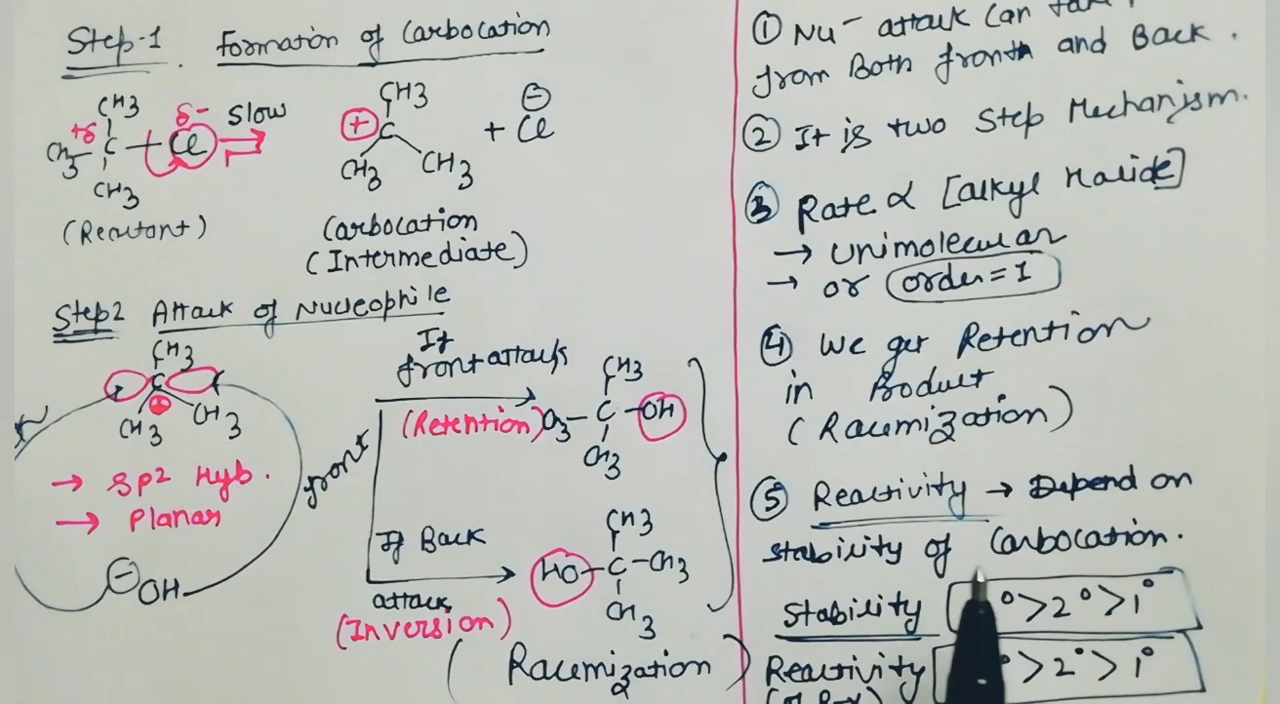 Step-1. Formation of Carbocation
CH3
+δ δ-
CH3 - C - Cl Slow
CH3
(Reactant)
CH3
+ C + Cl ⊖
CH3 CH3
Carbocation
(Intermediate)
Step2 Attack of Nucleophile
CH3
C
CH3 CH3
→ SP2 Hyb.
→ Planar
⊖OH
front
If
front attack
(Retention)
CH3
C3 - C - OH
CH3
If Back
attack
(Inversion)
CH3
HO - C - CH3
CH3
(Racemization)
① Nu⁻ attack Can
from Both front and Back.
② It is two Step Mechanism.
③ Rate ∝ [alkyl Halide]
→ Unimolecular
→ or order = 1
④ We get Retention
in Product
(Racemization)
⑤ Reactivity → Depend on
Stability of Carbocation.
Stability ° > 2° > 1°
Reactivity ° > 2° > 1°